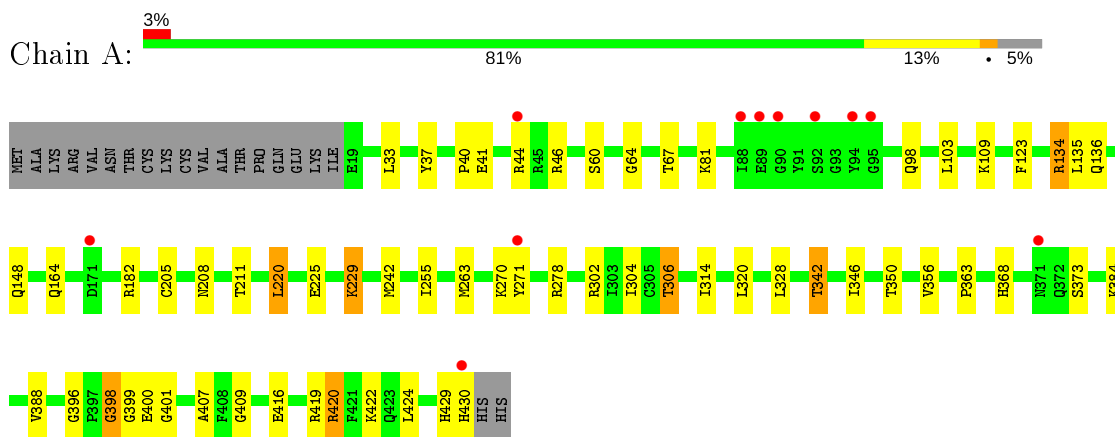 3%
Chain A:
81%
13%
•
5%
MET ALA LYS ARG VAL ASN THR CYS LYS CYS VAL ALA THR PRO GLN GLU LYS ILE E19 L33 Y37 P40 E41 R44 R45 R46 S60 G64 T67 K81 I88 E89 G90 Y91 S92 G93 Y94 G95 Q98 L103 K109 F123 R134 L135 Q136
Q148 Q164 D171 R182 C205 N208 T211 L220 E225 K229 M242 I255 M263 K270 Y271 R278 R302 I303 I304 C305 T306 I314 L320 L328 T342 I346 T350 V356 P363 H368 N371 Q372 S373 K384
V388 G396 P397 G398 G399 E400 G401 A407 F408 G409 E416 R419 R420 F421 K422 Q423 L424 H429 H430 HIS HIS